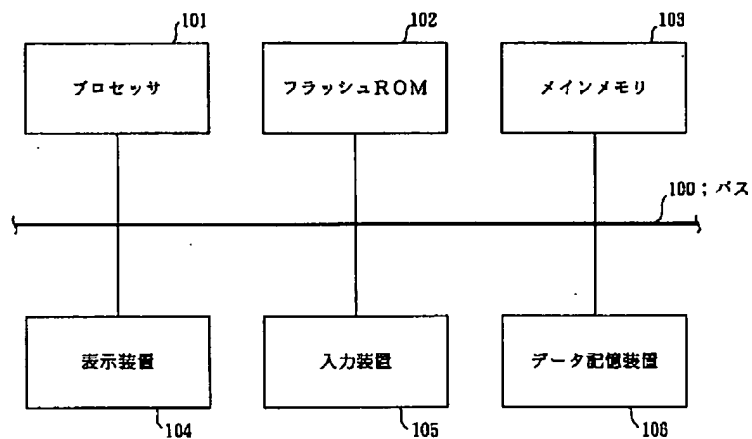 101
102
103
プロセッサ
フラッシュROM
メインメモリ
100；バス
表示装置
入力装置
データ記憶装置
104
105
106